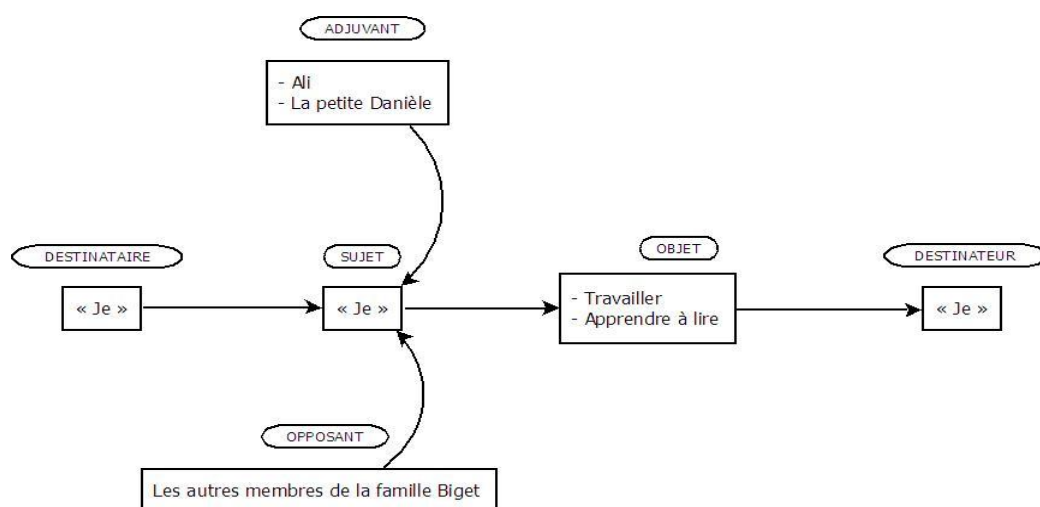 ADJUVANT
- Ali
- La petite Danièle
DESTINATAIRE
« Je »
SUJET
« Je »
OBJET
- Travailler
- Apprendre à lire
DESTINATEUR
« Je »
OPPOSANT
Les autres membres de la famille Biget